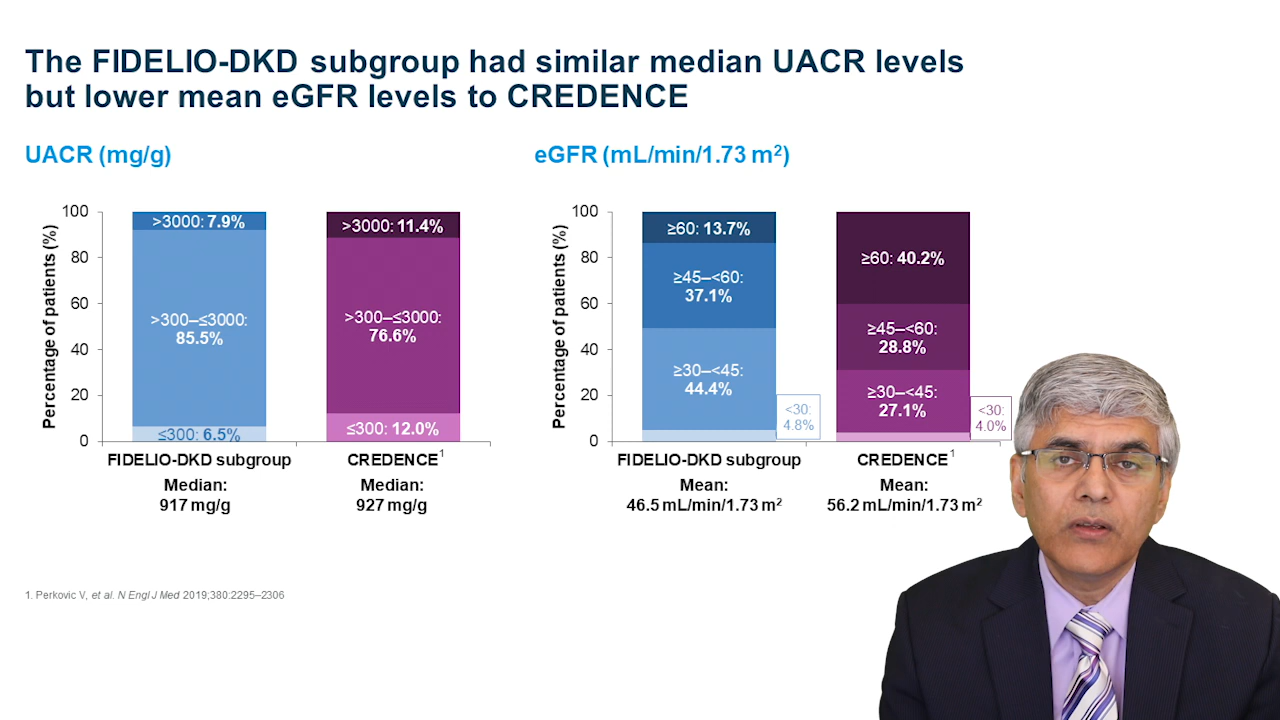 The FIDELIO-DKD subgroup had similar median UACR levels
but lower mean eGFR levels to CREDENCE
UACR (mg/g)
Percentage of patients (%)
100
80
60
40
20
0
>3000: 7.9%
>300–≤3000:
85.5%
≤300: 6.5%
>3000: 11.4%
>300–≤3000:
76.6%
≤300: 12.0%
FIDELIO-DKD subgroup
Median:
917 mg/g
CREDENCE¹
Median:
927 mg/g
eGFR (mL/min/1.73 m²)
Percentage of patients (%)
100
80
60
40
20
0
≥60: 13.7%
≥45–<60:
37.1%
≥30–<45:
44.4%
<30:
4.8%
≥60: 40.2%
≥45–<60:
28.8%
≥30–<45:
27.1%
<30:
4.0%
FIDELIO-DKD subgroup
Mean:
46.5 mL/min/1.73 m²
CREDENCE¹
Mean:
56.2 mL/min/1.73 m²
1. Perkovic V, et al. N Engl J Med 2019;380:2295–2306